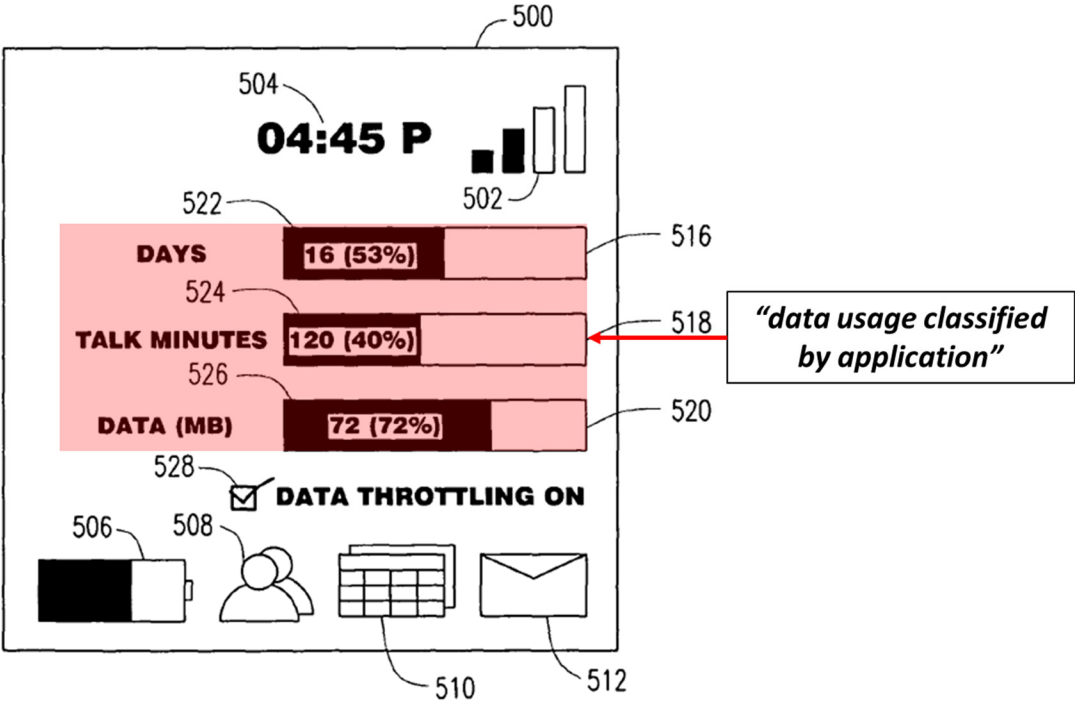 500
504
04:45 P
502
522
DAYS
16 (53%)
516
524
TALK MINUTES
120 (40%)
518
“data usage classified
by application”
526
DATA (MB)
72 (72%)
520
528
DATA THROTTLING ON
506
508
510
512